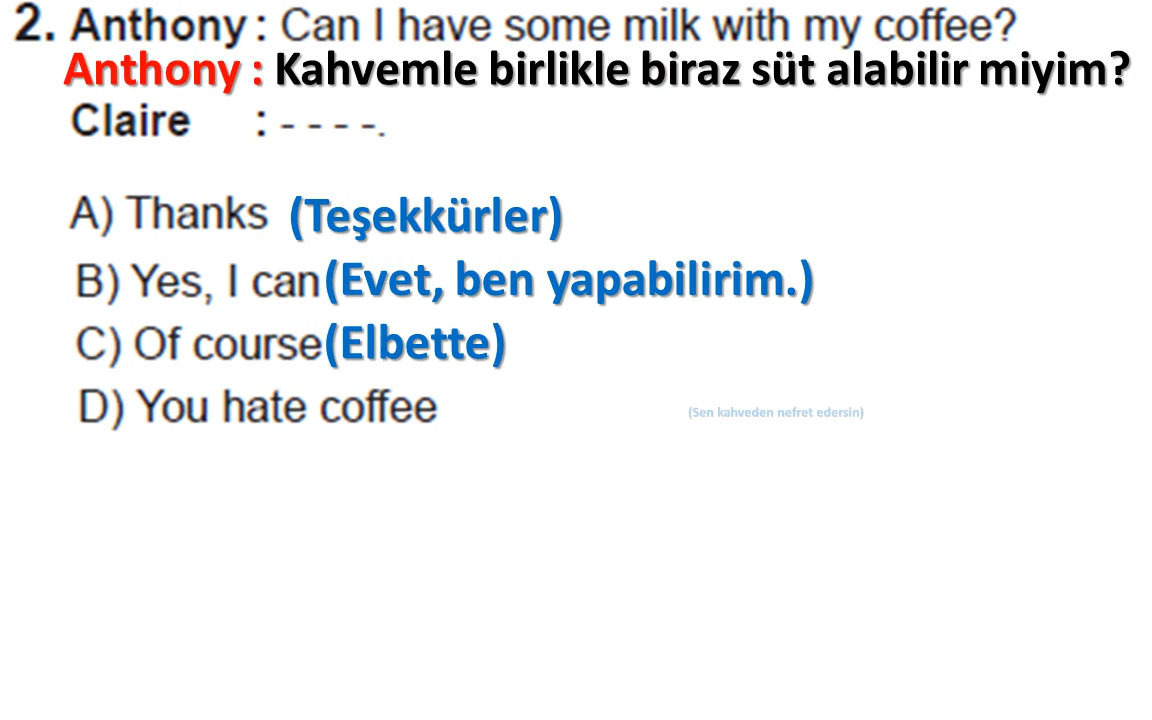 2. Anthony : Can I have some milk with my coffee?
Anthony : Kahvemle birlikle biraz süt alabilir miyim?
Claire : - - - -.
A) Thanks (Teşekkürler)
B) Yes, I can (Evet, ben yapabilirim.)
C) Of course (Elbette)
D) You hate coffee (Sen kahveden nefret edersin)